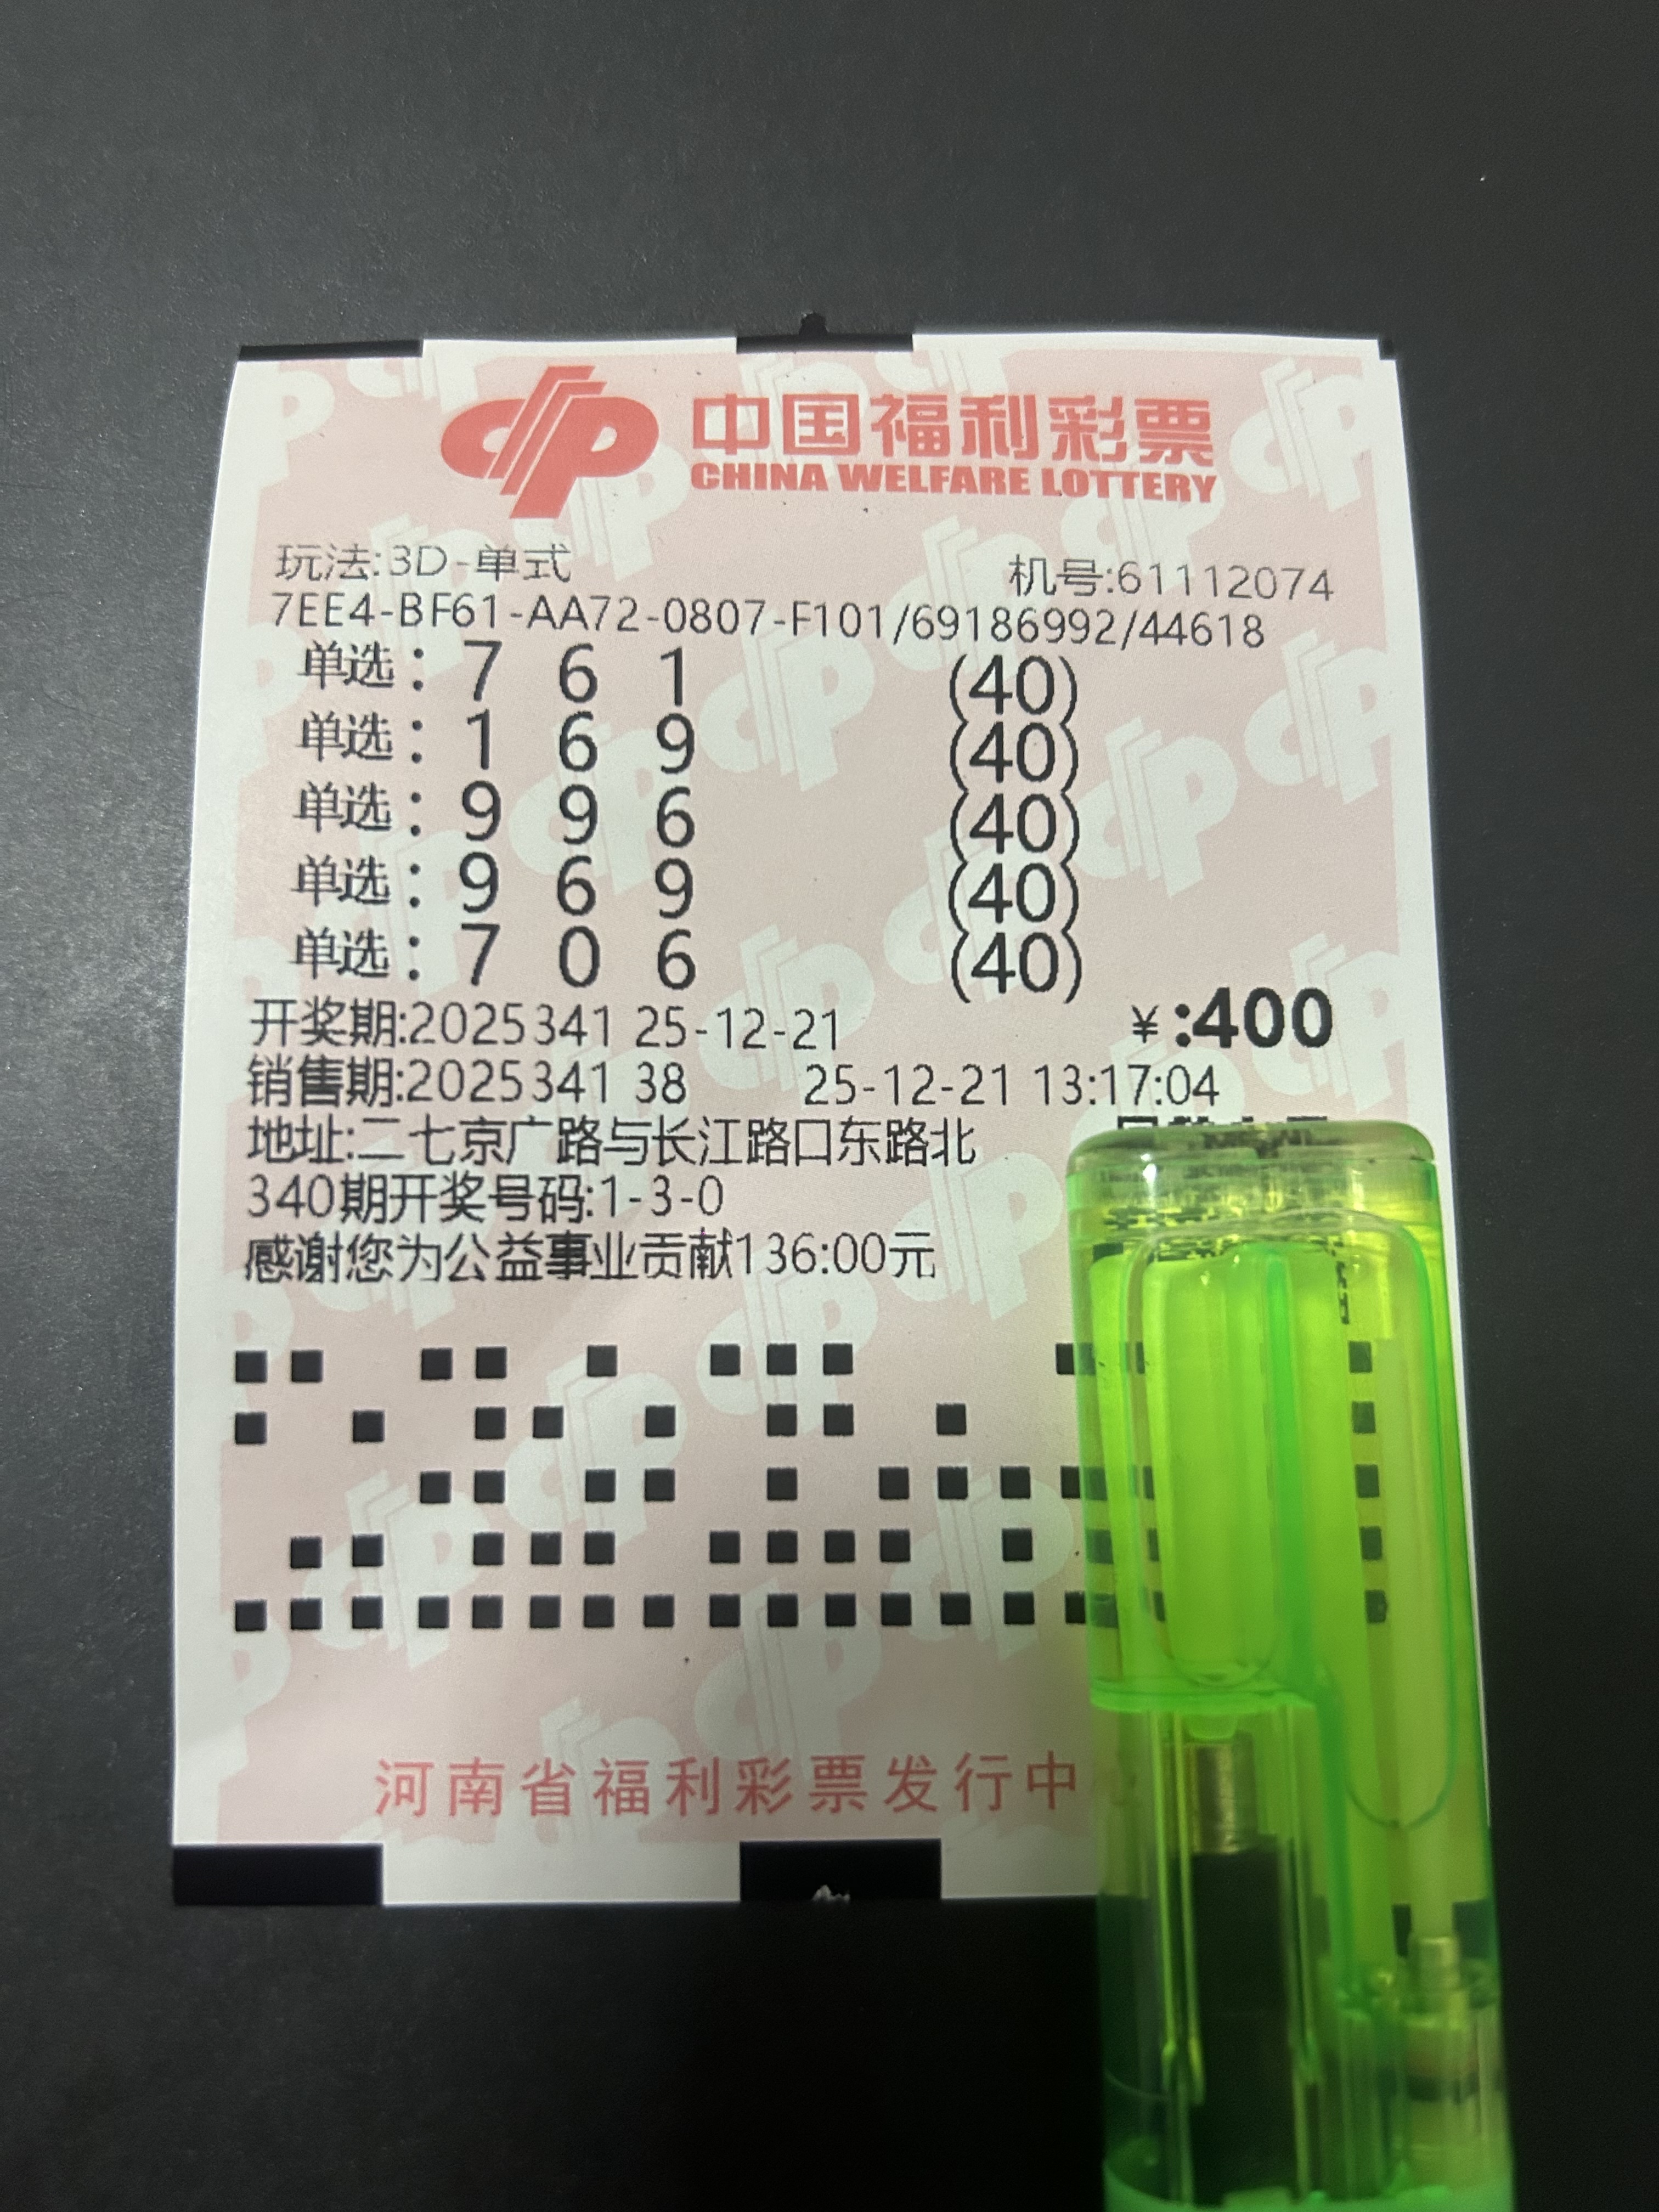 中国福利彩票
CHINA WELFARE LOTTERY
玩法:3D-单式 机号:61112074
7EE4-BF61-AA72-0807-F101/69186992/44618
单选: 7 6 1 (40)
单选: 1 6 9 (40)
单选: 9 9 6 (40)
单选: 9 6 9 (40)
单选: 7 0 6 (40)
开奖期:2025341 25-12-21 ¥:400
销售期:2025341 38 25-12-21 13:17:04
地址:二七京广路与长江路口东路北
340期开奖号码:1-3-0
感谢您为公益事业贡献136:00元
河南省福利彩票发行中